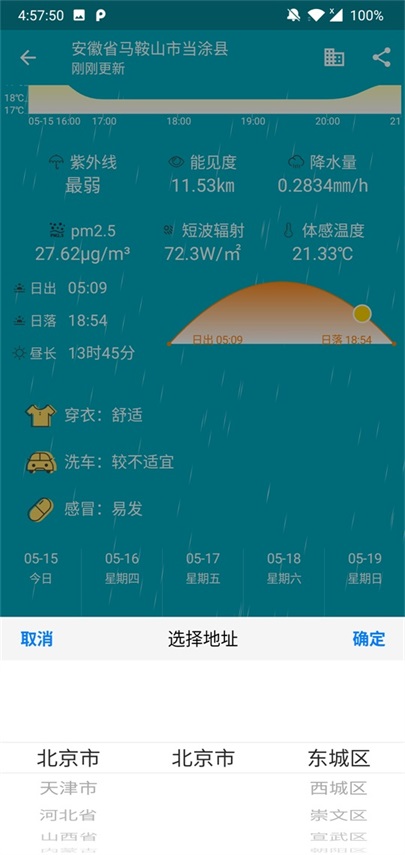 4:57:50 100%
安徽省马鞍山市当涂县
刚刚更新
18℃
17℃
05-15 16:00 17:00 18:00 19:00 20:00 21
紫外线 能见度 降水量
最弱 11.53km 0.2834mm/h
pm2.5 短波辐射 体感温度
27.62μg/m³ 72.3W/㎡ 21.33℃
日出 05:09
日落 18:54
昼长 13时45分
日出 05:09 日落 18:54
穿衣：舒适
洗车：较不适宜
感冒：易发
05-15 05-16 05-17 05-18 05-19
今日 星期四 星期五 星期六 星期日
取消 选择地址 确定
北京市 北京市 东城区
天津市 西城区
河北省 崇文区
山西省 宣武区